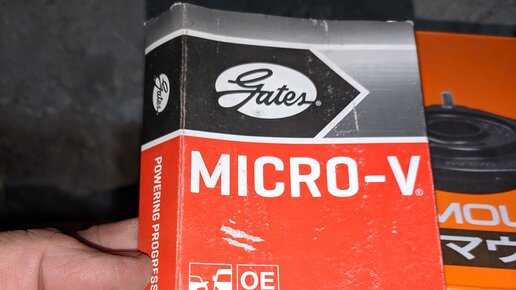 Gates®
MICRO-V®
OE
Gates
POWERING PROGRESS
MOU
マウ